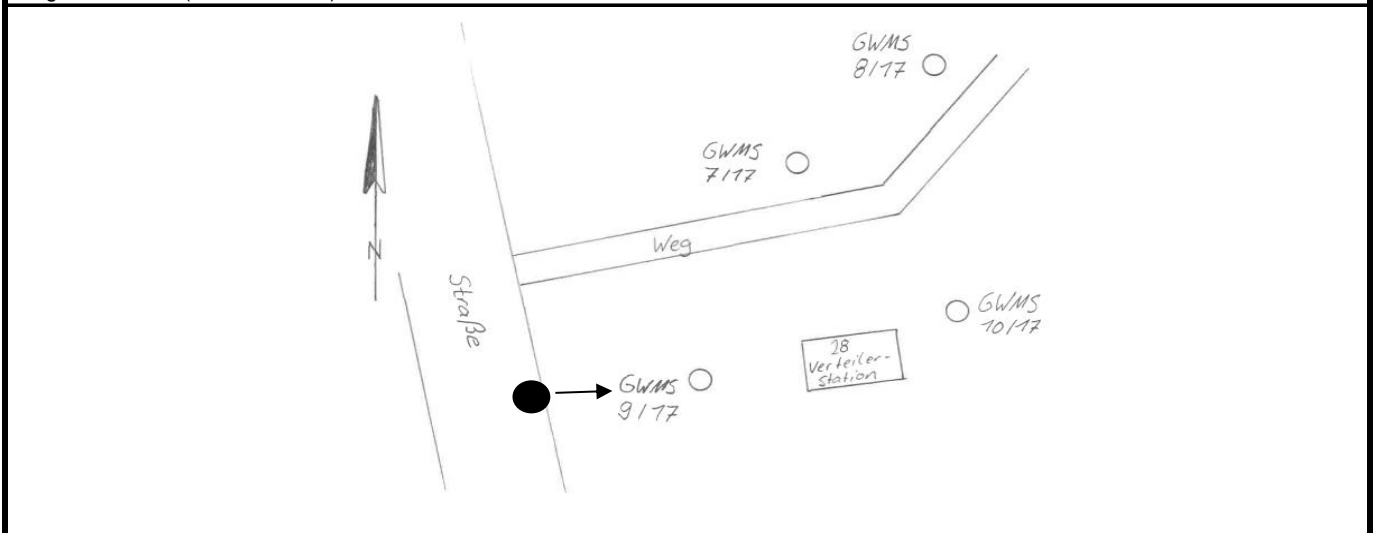 GWMS
8/17
GWMS
7/17
N
Weg
Straße
GWMS
10/17
28
Verteiler-
station
GWMS
9/17